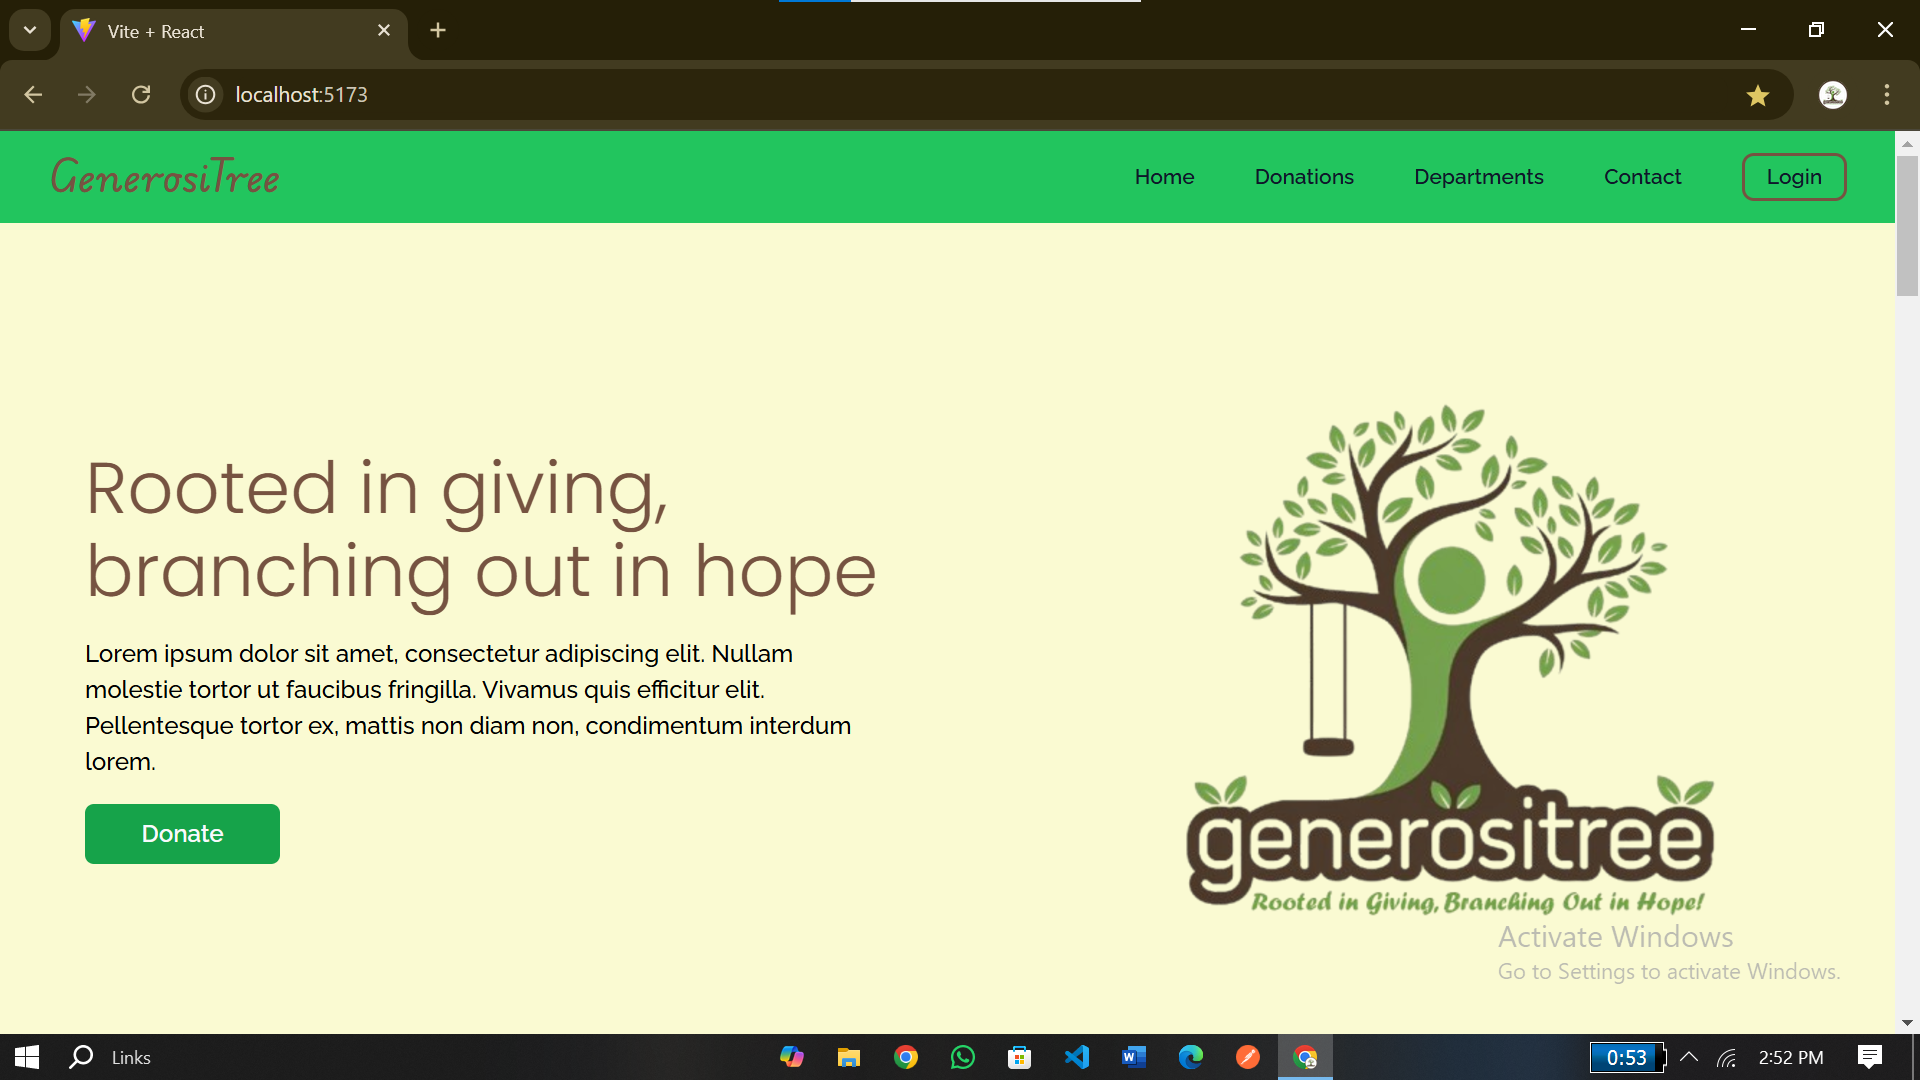 Vite + React
localhost:5173
GenerosiTree
Home
Donations
Departments
Contact
Login
Rooted in giving,
branching out in hope
Lorem ipsum dolor sit amet, consectetur adipiscing elit. Nullam
molestie tortor ut faucibus fringilla. Vivamus quis efficitur elit.
Pellentesque tortor ex, mattis non diam non, condimentum interdum
lorem.
Donate
generositree
Rooted in Giving, Branching Out in Hope!
Activate Windows
Go to Settings to activate Windows.
Links
0:53
2:52 PM